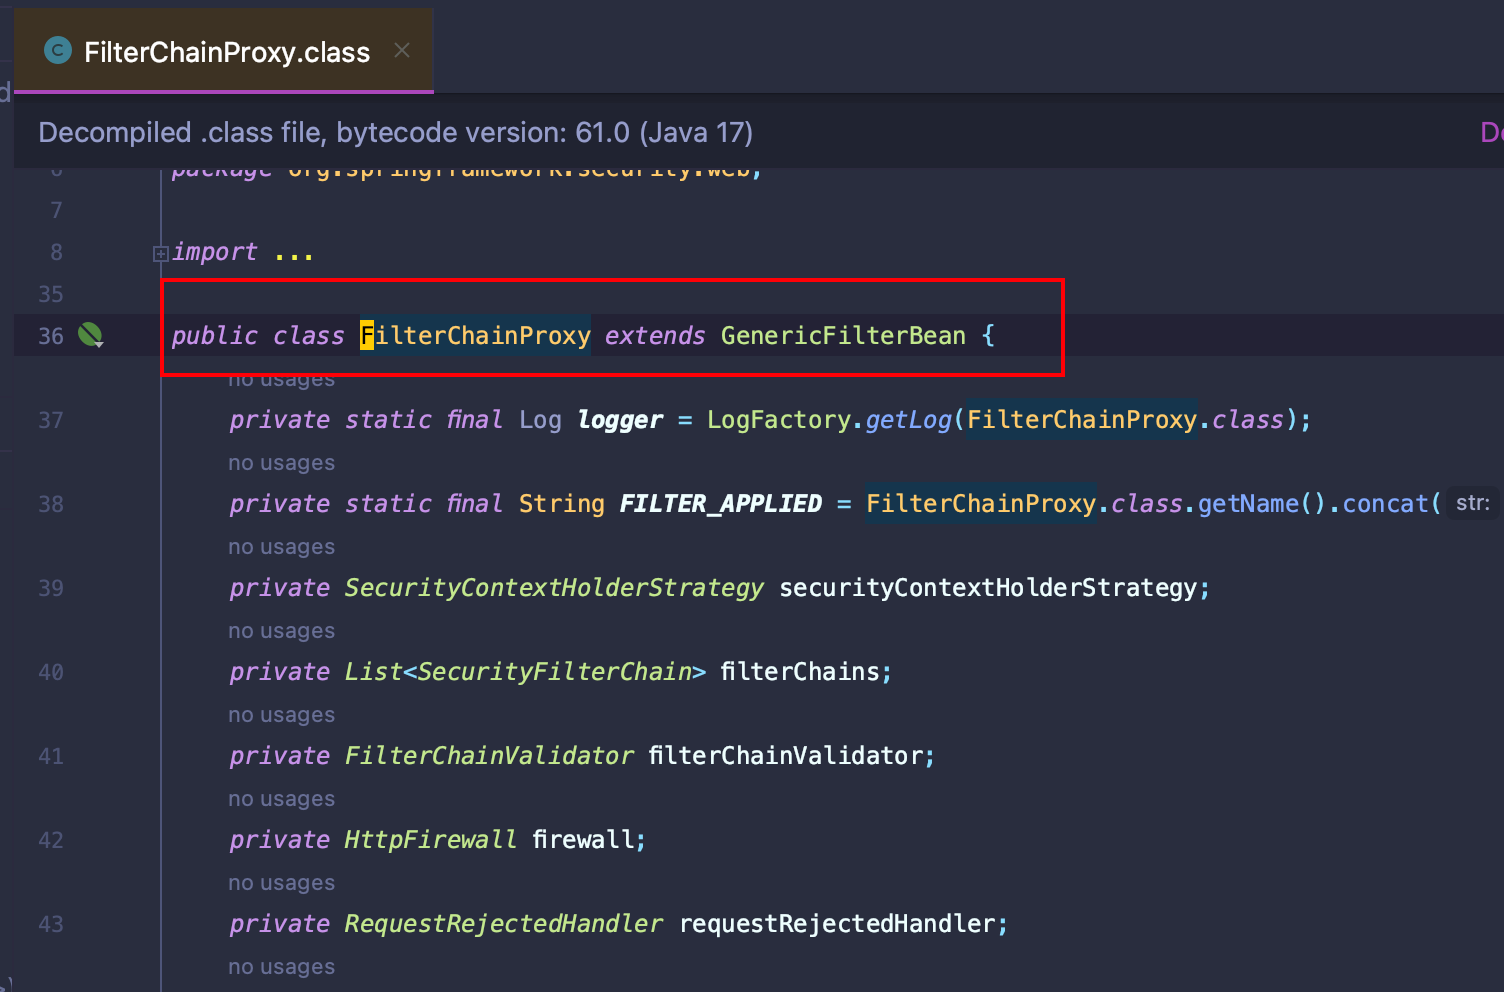 FilterChainProxy.class
Decompiled .class file, bytecode version: 61.0 (Java 17)
6 package org.springframework.security.web;
7
8 import ...
35
36 public class FilterChainProxy extends GenericFilterBean {
no usages
37 private static final Log logger = LogFactory.getLog(FilterChainProxy.class);
no usages
38 private static final String FILTER_APPLIED = FilterChainProxy.class.getName().concat( str:
no usages
39 private SecurityContextHolderStrategy securityContextHolderStrategy;
no usages
40 private List<SecurityFilterChain> filterChains;
no usages
41 private FilterChainValidator filterChainValidator;
no usages
42 private HttpFirewall firewall;
no usages
43 private RequestRejectedHandler requestRejectedHandler;
no usages